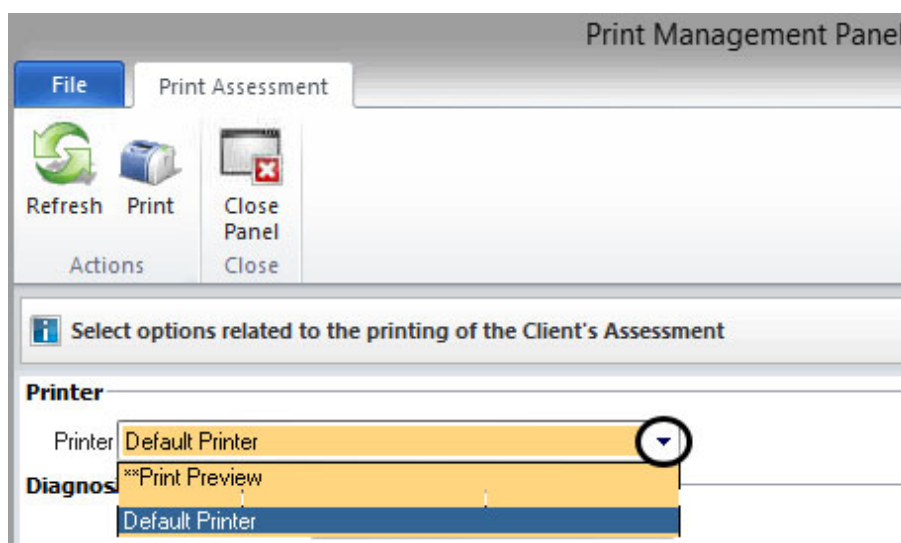 Print Management Panel
File Print Assessment
Refresh Print Close Panel
Actions Close
Select options related to the printing of the Client's Assessment
Printer
Printer Default Printer
**Print Preview
Diagnos
Default Printer